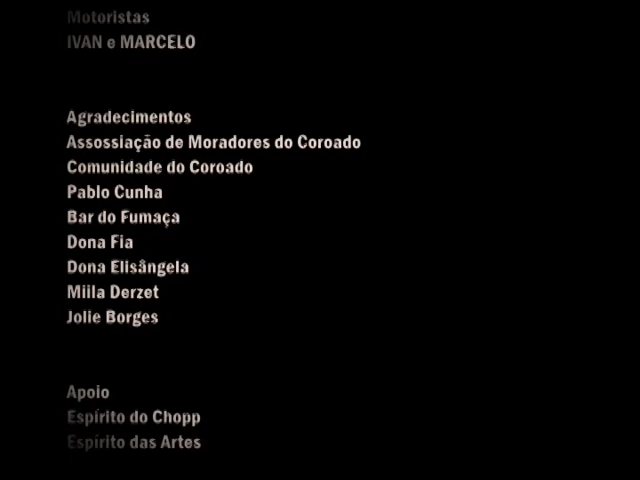 Motoristas
IVAN e MARCELO
Agradecimentos
Assossiação de Moradores do Coroado
Comunidade do Coroado
Pablo Cunha
Bar do Fumaça
Dona Fia
Dona Elisângela
Miila Derzet
Jolie Borges
Apoio
Espírito do Chopp
Espírito das Artes